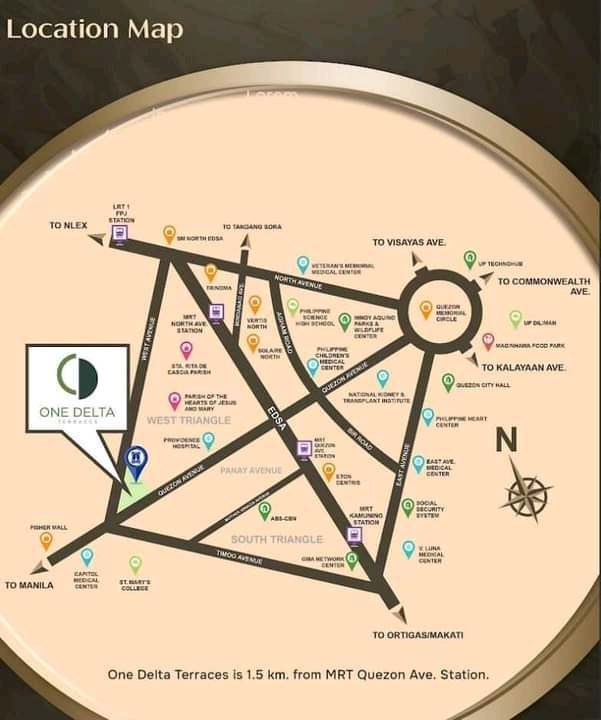 Location Map
LRT 1
FPJ
STATION
TO NLEX
SM NORTH EDSA
TO TANDANG SORA
TO VISAYAS AVE.
UP TECHNOHUB
TO COMMONWEALTH
AVE.
VETERAN'S MEMORIAL
MEDICAL CENTER
TRINOMA
NORTH AVENUE
MINDANAO AVE.
MRT
NORTH AVE.
STATION
VERTIS
NORTH
AGHAM ROAD
PHILIPPINE
SCIENCE
HIGH SCHOOL
NINOY AQUINO
PARKS &
WILDLIFE
CENTER
QUEZON
MEMORIAL
CIRCLE
UP DILIMAN
WEST AVENUE
SOLAIRE
NORTH
MAGINHAWA FOOD PARK
STA. RITA DE
CASCIA PARISH
PHILIPPINE
CHILDREN'S
MEDICAL
CENTER
QUEZON AVENUE
TO KALAYAAN AVE.
QUEZON CITY HALL
NATIONAL KIDNEY &
TRANSPLANT INSTITUTE
PARISH OF THE
HEARTS OF JESUS
AND MARY
ONE DELTA
TERRACES
WEST TRIANGLE
EDSA
PHILIPPINE HEART
CENTER
PROVIDENCE
HOSPITAL
BIR ROAD
EAST AVENUE
N
MRT
QUEZON
AVE.
STATION
EAST AVE.
MEDICAL
CENTER
QUEZON AVENUE
PANAY AVENUE
ETON
CENTRIS
SOCIAL
SECURITY
SYSTEM
ABS-CBN
MRT
KAMUNING
STATION
FISHER MALL
SOUTH TRIANGLE
TIMOG AVENUE
GMA NETWORK
CENTER
V. LUNA
MEDICAL
CENTER
TO MANILA
CAPITOL
MEDICAL
CENTER
ST. MARY'S
COLLEGE
TO ORTIGAS/MAKATI
One Delta Terraces is 1.5 km. from MRT Quezon Ave. Station.